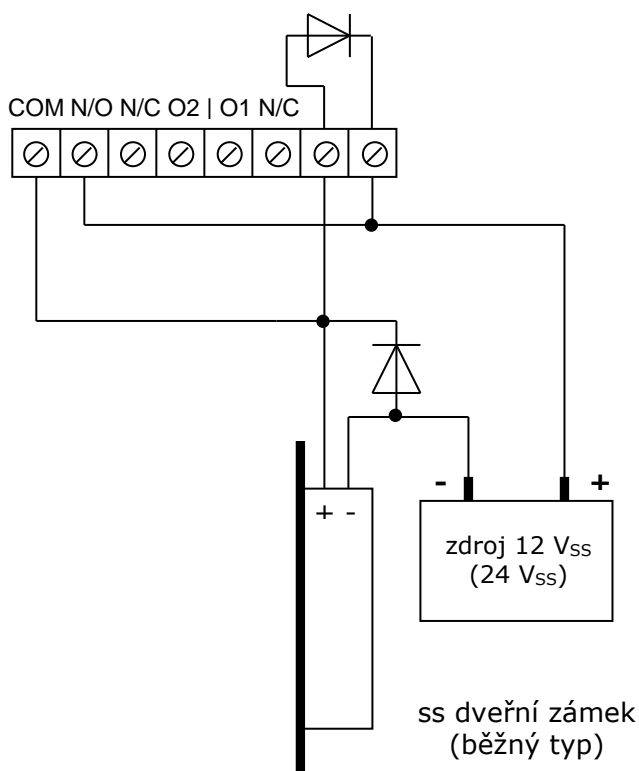 COM N/O N/C O2 | O1 N/C
- +
+ -
zdroj 12 VSS
(24 VSS)
ss dveřní zámek
(běžný typ)